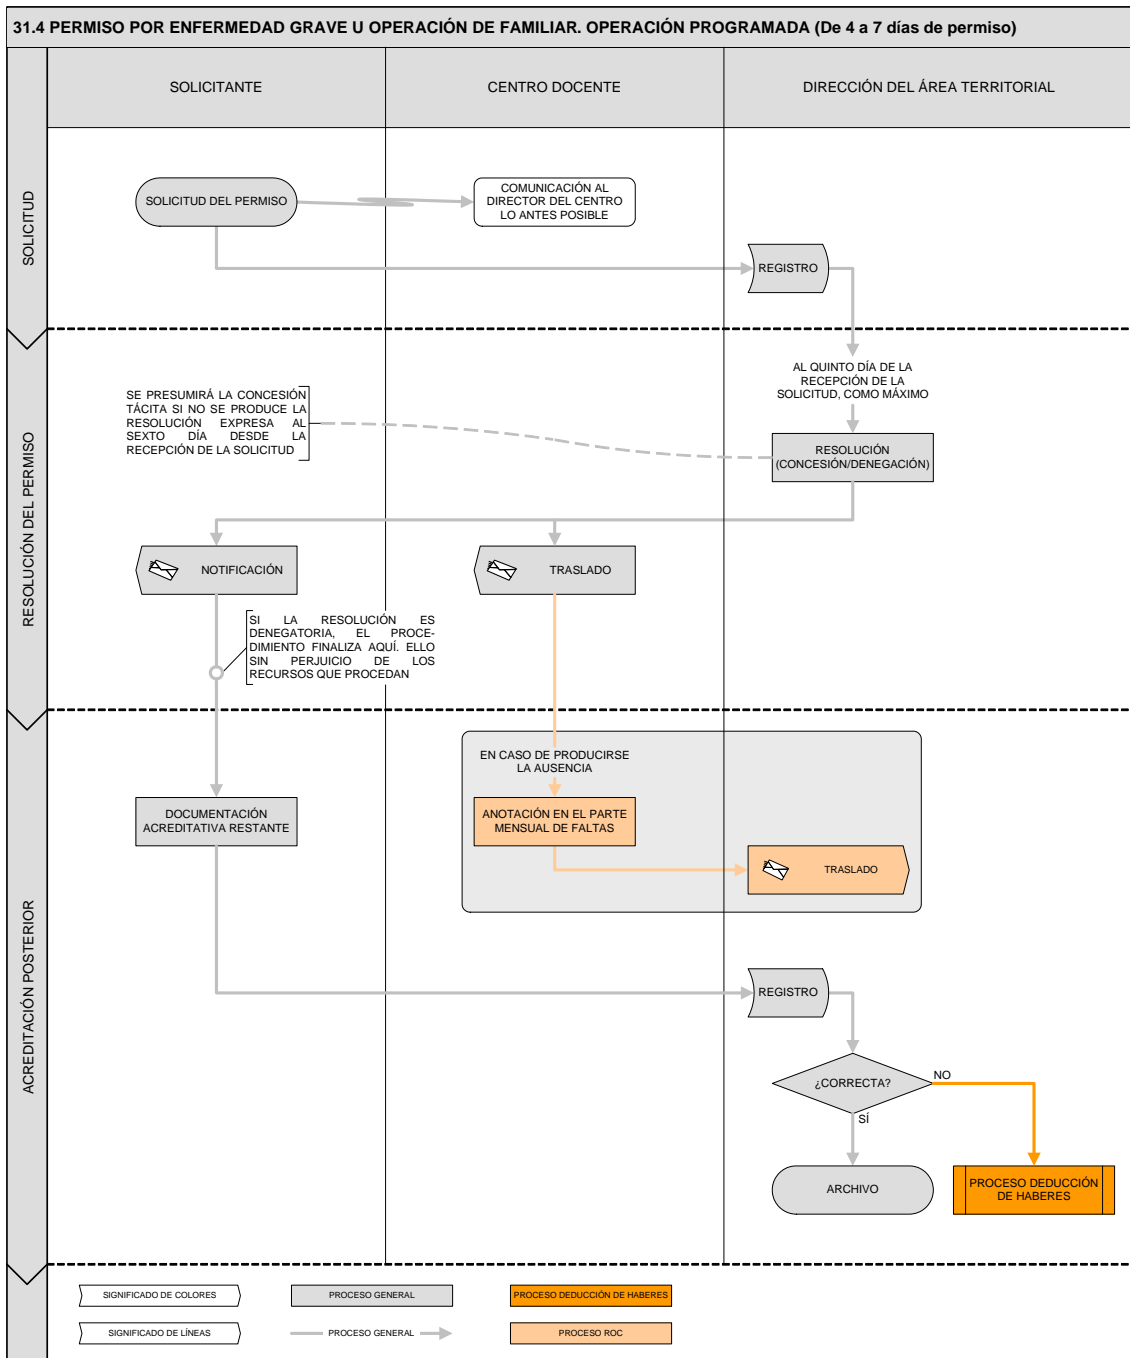 31.4 PERMISO POR ENFERMEDAD GRAVE U OPERACIÓN DE FAMILIAR. OPERACIÓN PROGRAMADA (De 4 a 7 días de permiso)
SOLICITANTE
CENTRO DOCENTE
DIRECCIÓN DEL ÁREA TERRITORIAL
SOLICITUD
SOLICITUD DEL PERMISO
COMUNICACIÓN AL
DIRECTOR DEL CENTRO
LO ANTES POSIBLE
REGISTRO
RESOLUCIÓN DEL PERMISO
AL QUINTO DÍA DE LA
RECEPCIÓN DE LA
SOLICITUD, COMO MÁXIMO
SE PRESUMIRÁ LA CONCESIÓN
TÁCITA SI NO SE PRODUCE LA
RESOLUCIÓN EXPRESA AL
SEXTO DÍA DESDE LA
RECEPCIÓN DE LA SOLICITUD
RESOLUCIÓN
(CONCESIÓN/DENEGACIÓN)
NOTIFICACIÓN
TRASLADO
SI LA RESOLUCIÓN ES
DENEGATORIA, EL PROCE-
DIMIENTO FINALIZA AQUÍ. ELLO
SIN PERJUICIO DE LOS
RECURSOS QUE PROCEDAN
ACREDITACIÓN POSTERIOR
EN CASO DE PRODUCIRSE
LA AUSENCIA
DOCUMENTACIÓN
ACREDITATIVA RESTANTE
ANOTACIÓN EN EL PARTE
MENSUAL DE FALTAS
TRASLADO
REGISTRO
¿CORRECTA?
NO
SÍ
ARCHIVO
PROCESO DEDUCCIÓN
DE HABERES
SIGNIFICADO DE COLORES
PROCESO GENERAL
PROCESO DEDUCCIÓN DE HABERES
SIGNIFICADO DE LÍNEAS
PROCESO GENERAL
PROCESO ROC